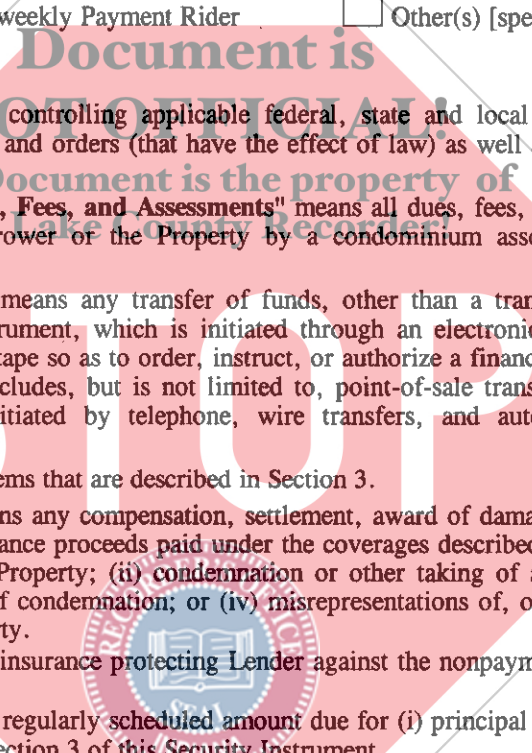 weekly Payment Rider
Other(s) [spe
Document is
NOT OFFICIAL!
controlling applicable federal, state and local
and orders (that have the effect of law) as well
Document is the property of
, Fees, and Assessments" means all dues, fees,
Lake County Recorder!
rower or the Property by a condominium asso
means any transfer of funds, other than a tran
rument, which is initiated through an electronic
tape so as to order, instruct, or authorize a financ
cludes, but is not limited to, point-of-sale trans
itiated by telephone, wire transfers, and auto
STOP
ems that are described in Section 3.
ns any compensation, settlement, award of dama
ance proceeds paid under the coverages described
Property; (ii) condemnation or other taking of
f condemnation; or (iv) misrepresentations of, o
ty.
RECORDER'S OFFICE
insurance protecting Lender against the nonpaym
SEAL
regularly scheduled amount due for (i) principal
ection 3 of this Security Instrument